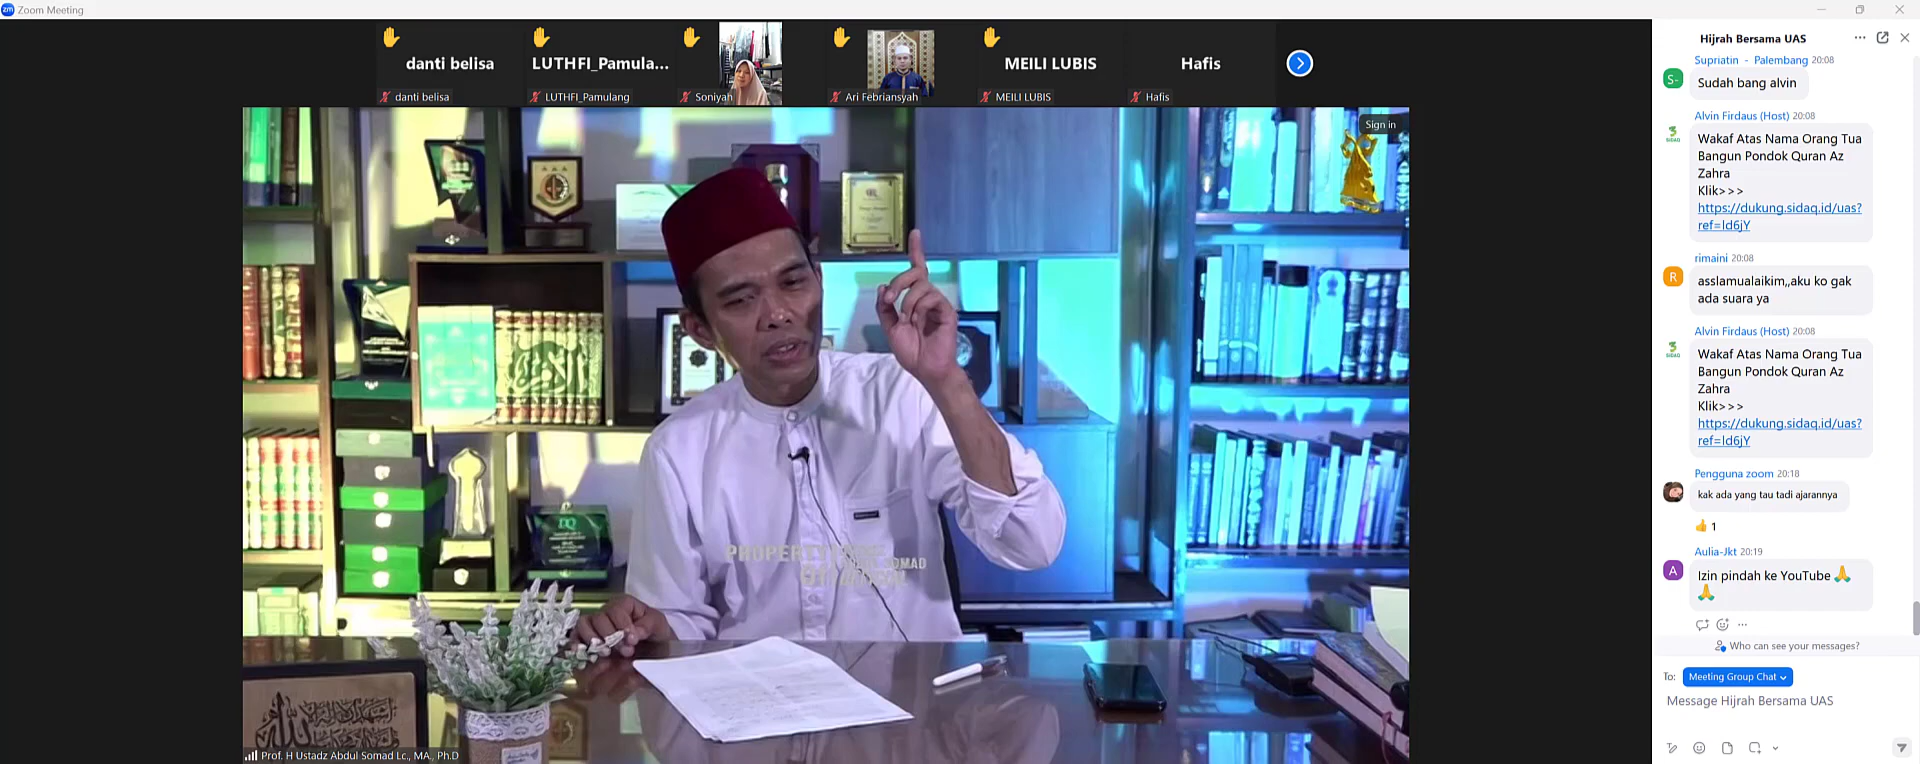 Zoom Meeting
danti belisa
danti belisa
LUTHFI_Pamula...
LUTHFI_Pamulang
Soniyah
Ari Febriansyah
MEILI LUBIS
MEILI LUBIS
Hafis
Hafis
Sign in
PROPERTY
SOMAD
Prof. H Ustadz Abdul Somad Lc., MA., Ph.D
Hijrah Bersama UAS
Supriatin - Palembang 20:08
S-
Sudah bang alvin
Alvin Firdaus (Host) 20:08
SIDAQ
Wakaf Atas Nama Orang Tua
Bangun Pondok Quran Az
Zahra
Klik>>>
https://dukung.sidaq.id/uas?
ref=Id6jY
rimaini 20:08
R
asslamualaikim,,aku ko gak
ada suara ya
Alvin Firdaus (Host) 20:08
SIDAQ
Wakaf Atas Nama Orang Tua
Bangun Pondok Quran Az
Zahra
Klik>>>
https://dukung.sidaq.id/uas?
ref=Id6jY
Pengguna zoom 20:18
kak ada yang tau tadi ajarannya
👍 1
Aulia-Jkt 20:19
A
Izin pindah ke YouTube 🙏
🙏
Who can see your messages?
To: Meeting Group Chat
Message Hijrah Bersama UAS